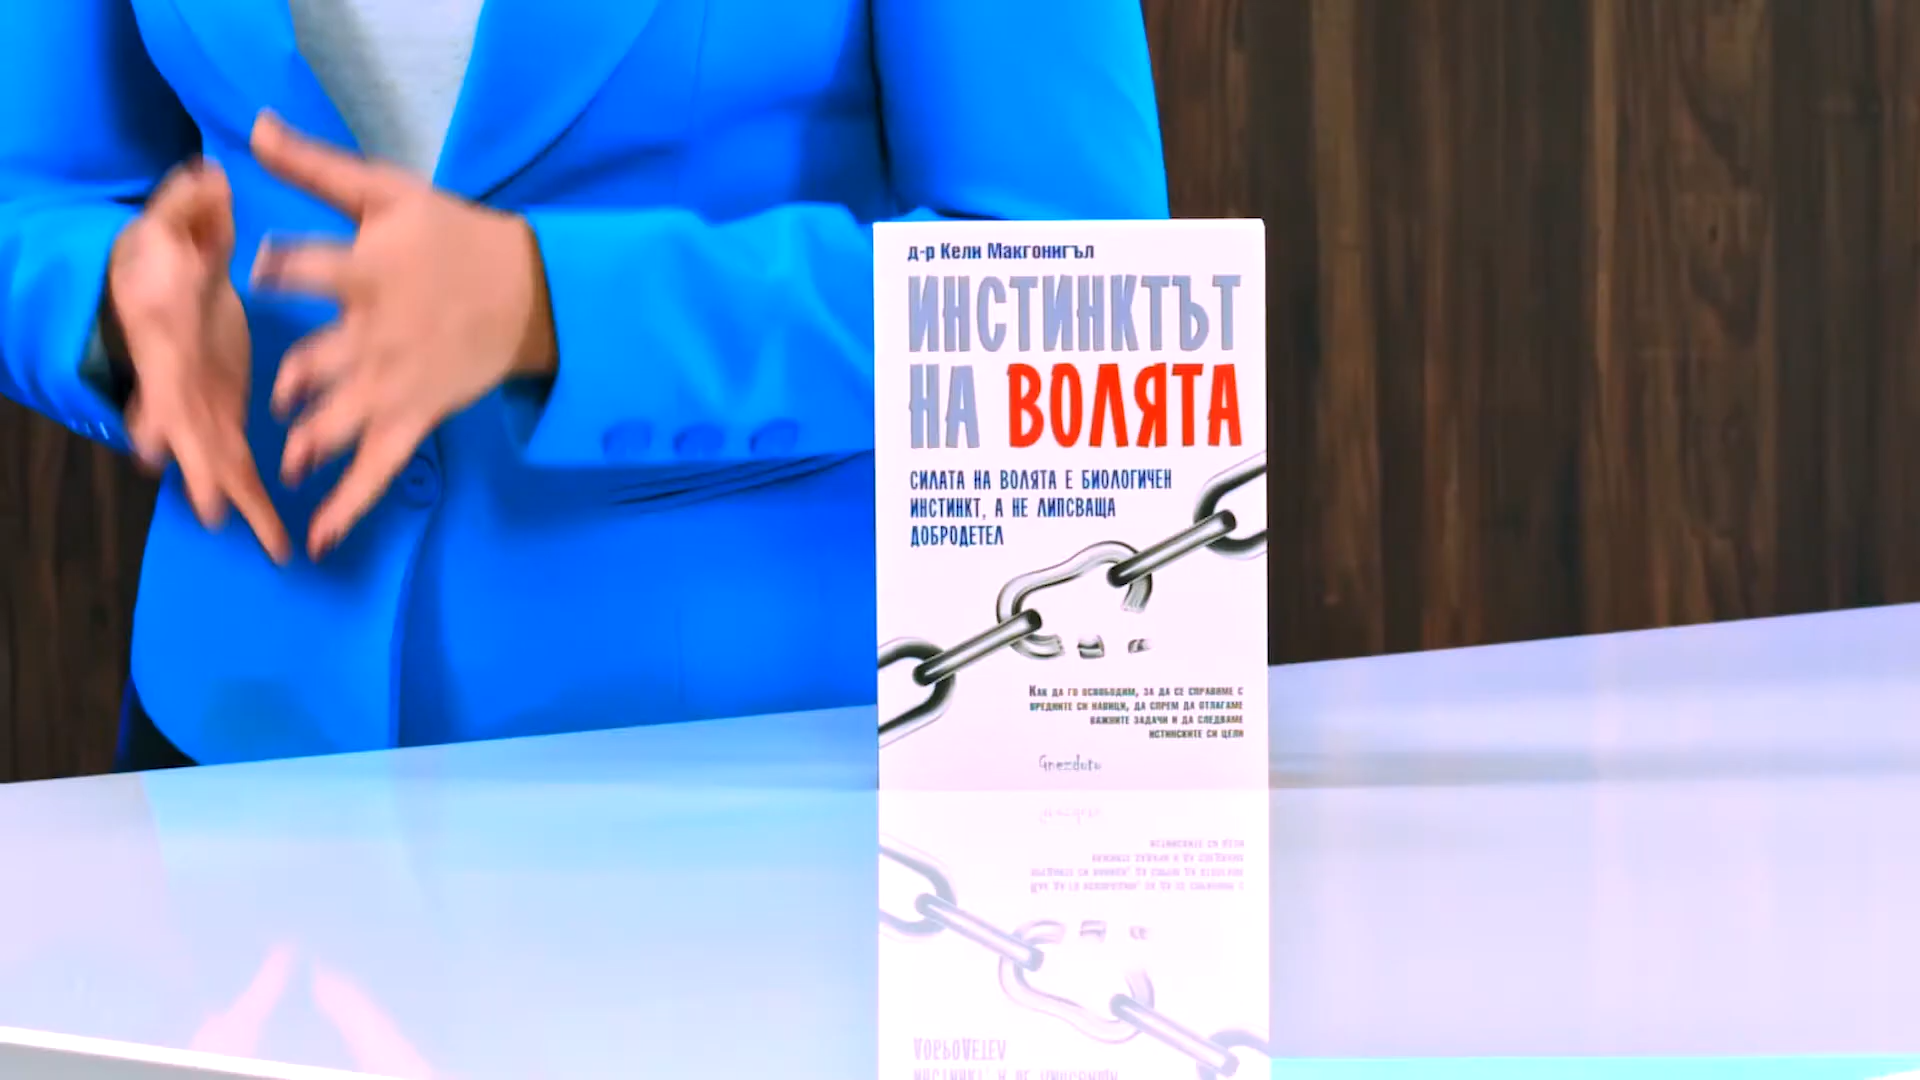 д-р Кели Макгонигъл
ИНСТИНКТЪТ
НА ВОЛЯТА
СИЛАТА НА ВОЛЯТА Е БИОЛОГИЧЕН
ИНСТИНКТ, А НЕ ЛИПСВАЩА
ДОБРОДЕТЕЛ
Как да го освободим, за да се справиме с
вредните си навици, да спрем да отлагаме
важните задачи и да следваме
истинските си цели
Gnezdoto